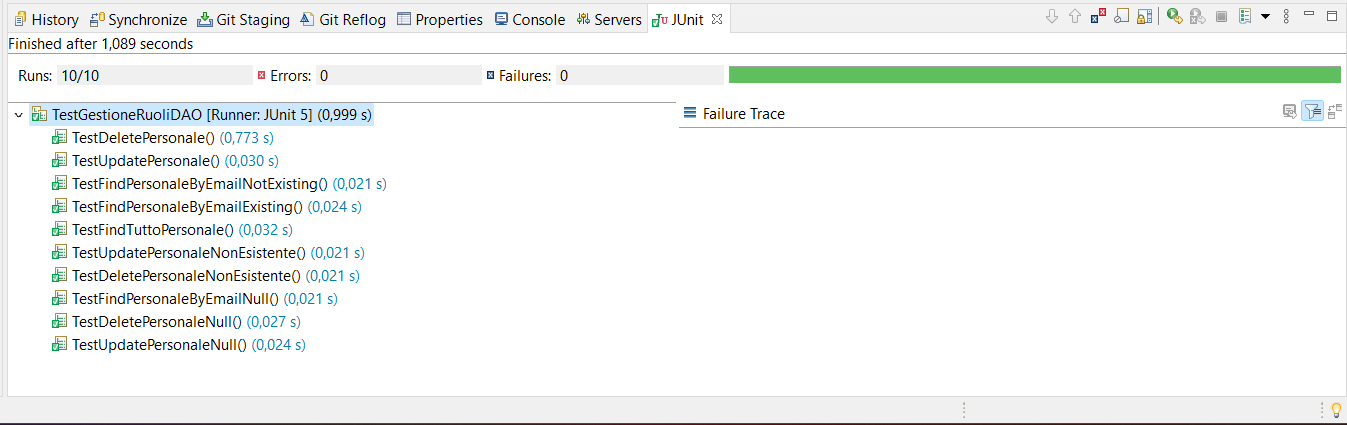 History Synchronize Git Staging Git Reflog Properties Console Servers JUnit
Finished after 1,089 seconds
Runs: 10/10 Errors: 0 Failures: 0
TestGestioneRuoliDAO [Runner: JUnit 5] (0,999 s)
Failure Trace
TestDeletePersonale() (0,773 s)
TestUpdatePersonale() (0,030 s)
TestFindPersonaleByEmailNotExisting() (0,021 s)
TestFindPersonaleByEmailExisting() (0,024 s)
TestFindTuttoPersonale() (0,032 s)
TestUpdatePersonaleNonEsistente() (0,021 s)
TestDeletePersonaleNonEsistente() (0,021 s)
TestFindPersonaleByEmailNull() (0,021 s)
TestDeletePersonaleNull() (0,027 s)
TestUpdatePersonaleNull() (0,024 s)